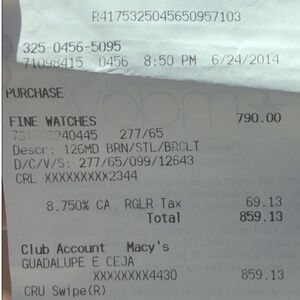 R4175325045650957103
325-0456-5095
71098415 0456 8:50 PM 6/24/2014
PURCHASE
FINE WATCHES 790.00
240445 277/65
Descr: 126MD BRN/STL/BRCLT
D/C/V/S: 277/65/099/12643
CRL XXXXXXXXX2344
8.750% CA RGLR Tax 69.13
Total 859.13
Club Account Macy's
GUADALUPE E CEJA
XXXXXXXX4430 859.13
CRU Swipe(R)